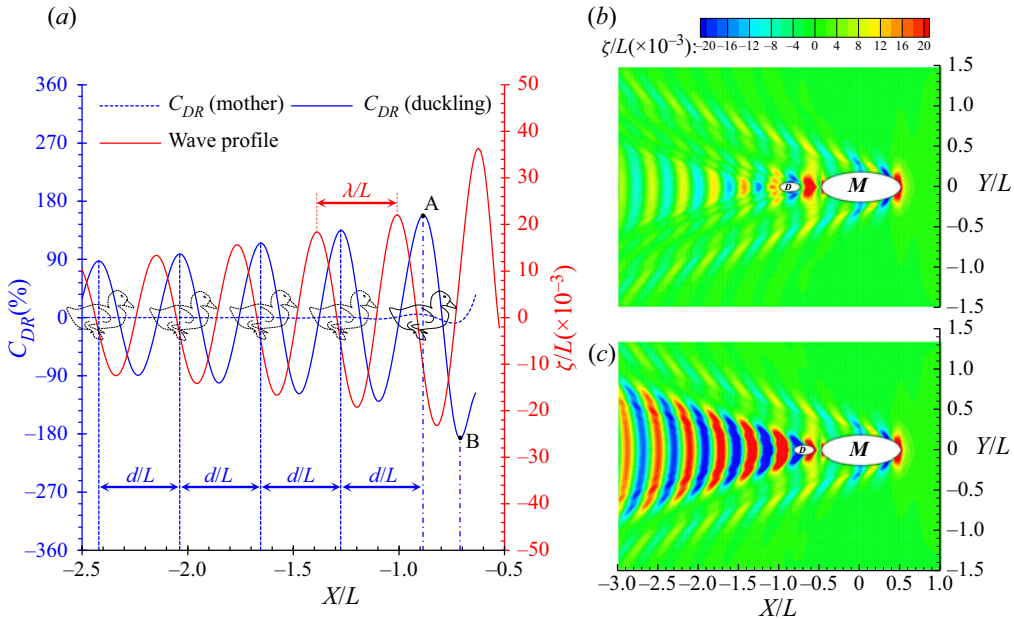 (a)
C_DR (mother)
C_DR (duckling)
Wave profile
λ/L
A
B
d/L
d/L
d/L
d/L
C_DR(%)
360
270
180
90
0
−90
−180
−270
−360
ζ/L(×10⁻³)
50
40
30
20
10
0
−10
−20
−30
−40
−50
−2.5
−2.0
−1.5
−1.0
−0.5
X/L
(b)
ζ/L(×10⁻³):
−20 −16 −12 −8 −4 0 4 8 12 16 20
D
M
1.5
1.0
0.5
0
−0.5
−1.0
−1.5
Y/L
(c)
D
M
1.5
1.0
0.5
0
−0.5
−1.0
−1.5
Y/L
−3.0 −2.5 −2.0 −1.5 −1.0 −0.5 0 0.5 1.0
X/L